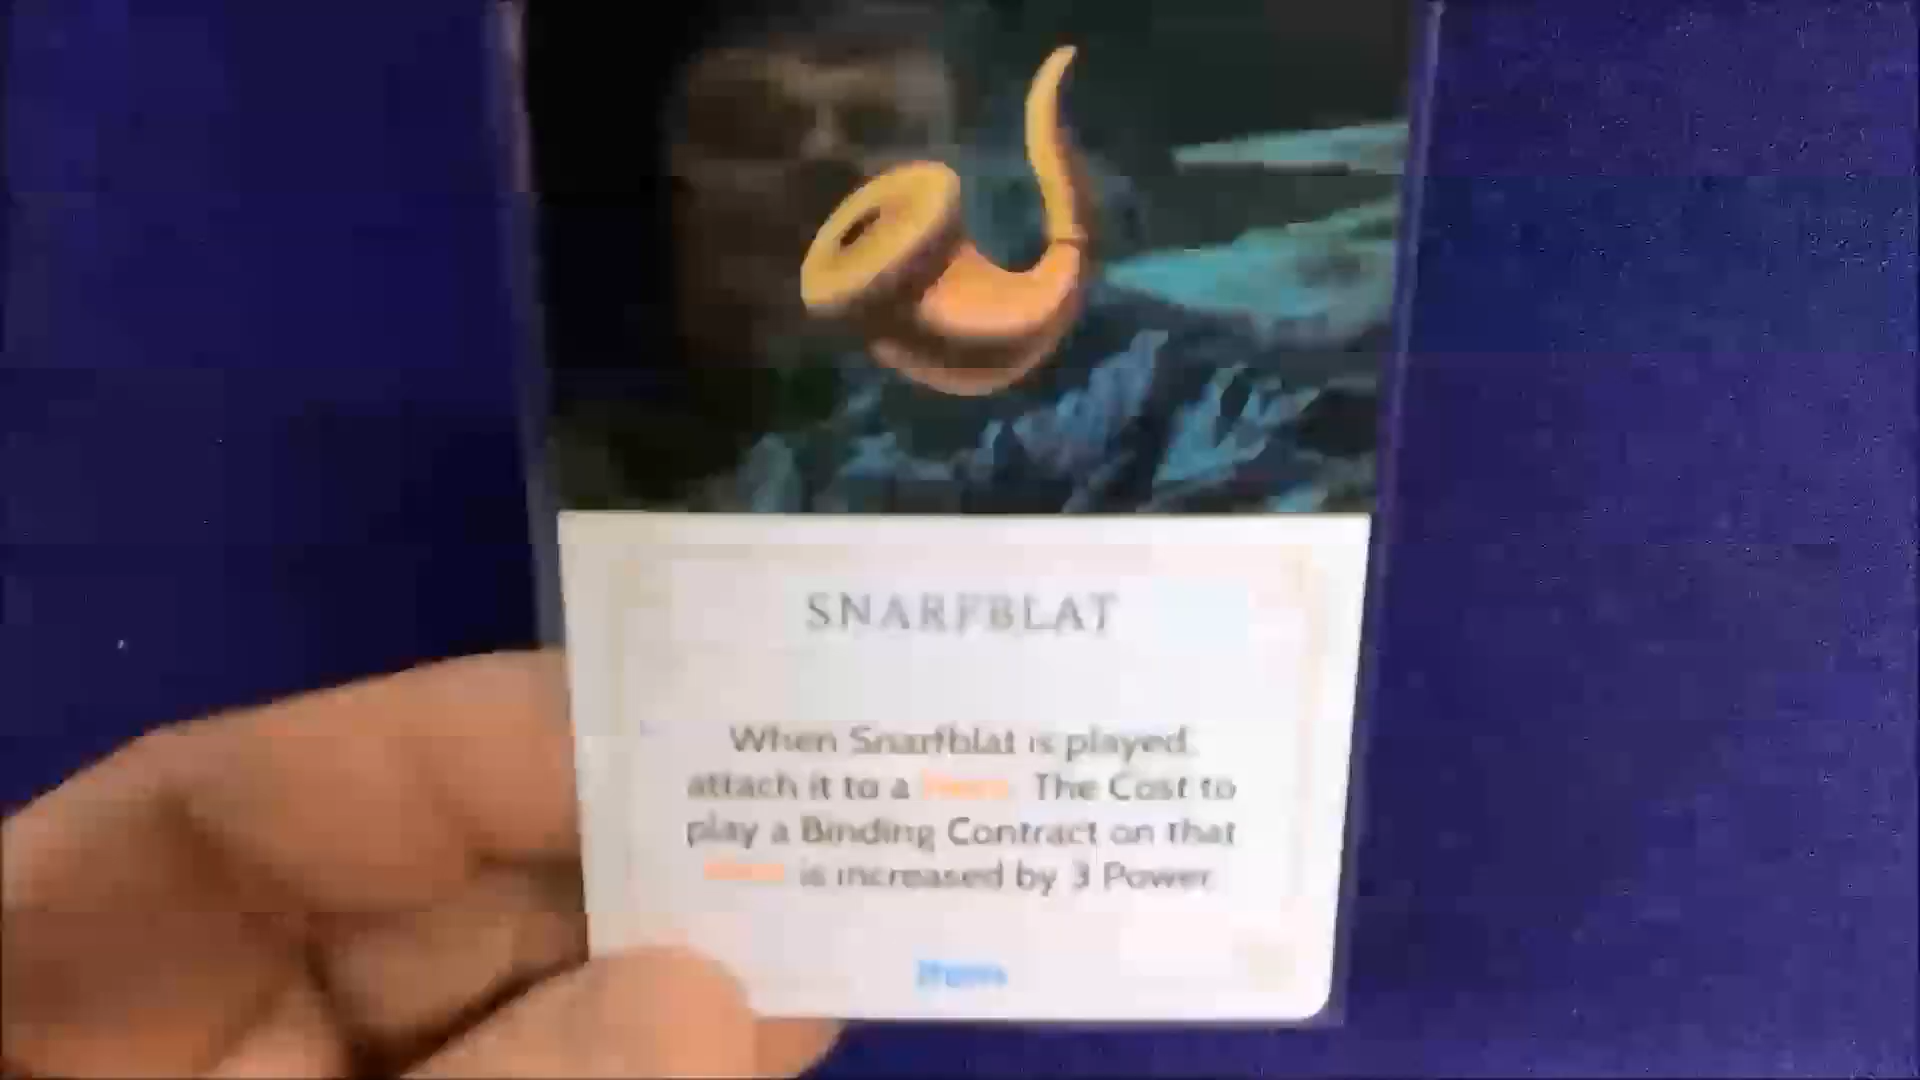 SNARFBLAT
When Snarfblat is played,
attach it to a Hero. The Cost to
play a Binding Contract on that
Hero is increased by 3 Power.
Item